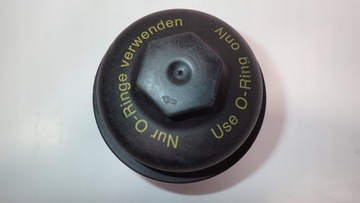 Nur O-Ringe verwenden
Use O-Ring only